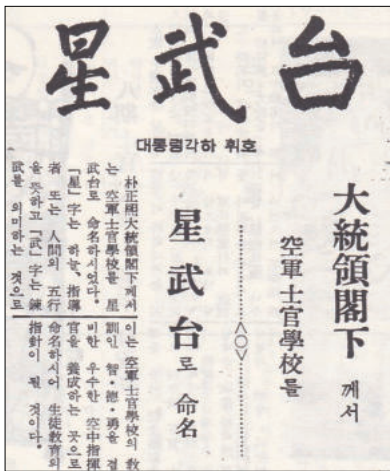 星武台
대통령각하 휘호
大統領閣下 께서
空軍士官學校를
星武台로 命名
朴正熙大統領閣下께서
는 空軍士官學校를 星
武台로 命名하시었다.
「星」字는 하늘, 指導
者 또는 人間의 五行
을 뜻하고「武」字는 鍊
武를 의미하는 것으로
이는 空軍士官學校의 敎
訓인 智·德·勇을 겸
비한 우수한 空中指揮
官을 養成하는 곳으로
命名하시어 生徒敎育의
指針이 될 것이다.